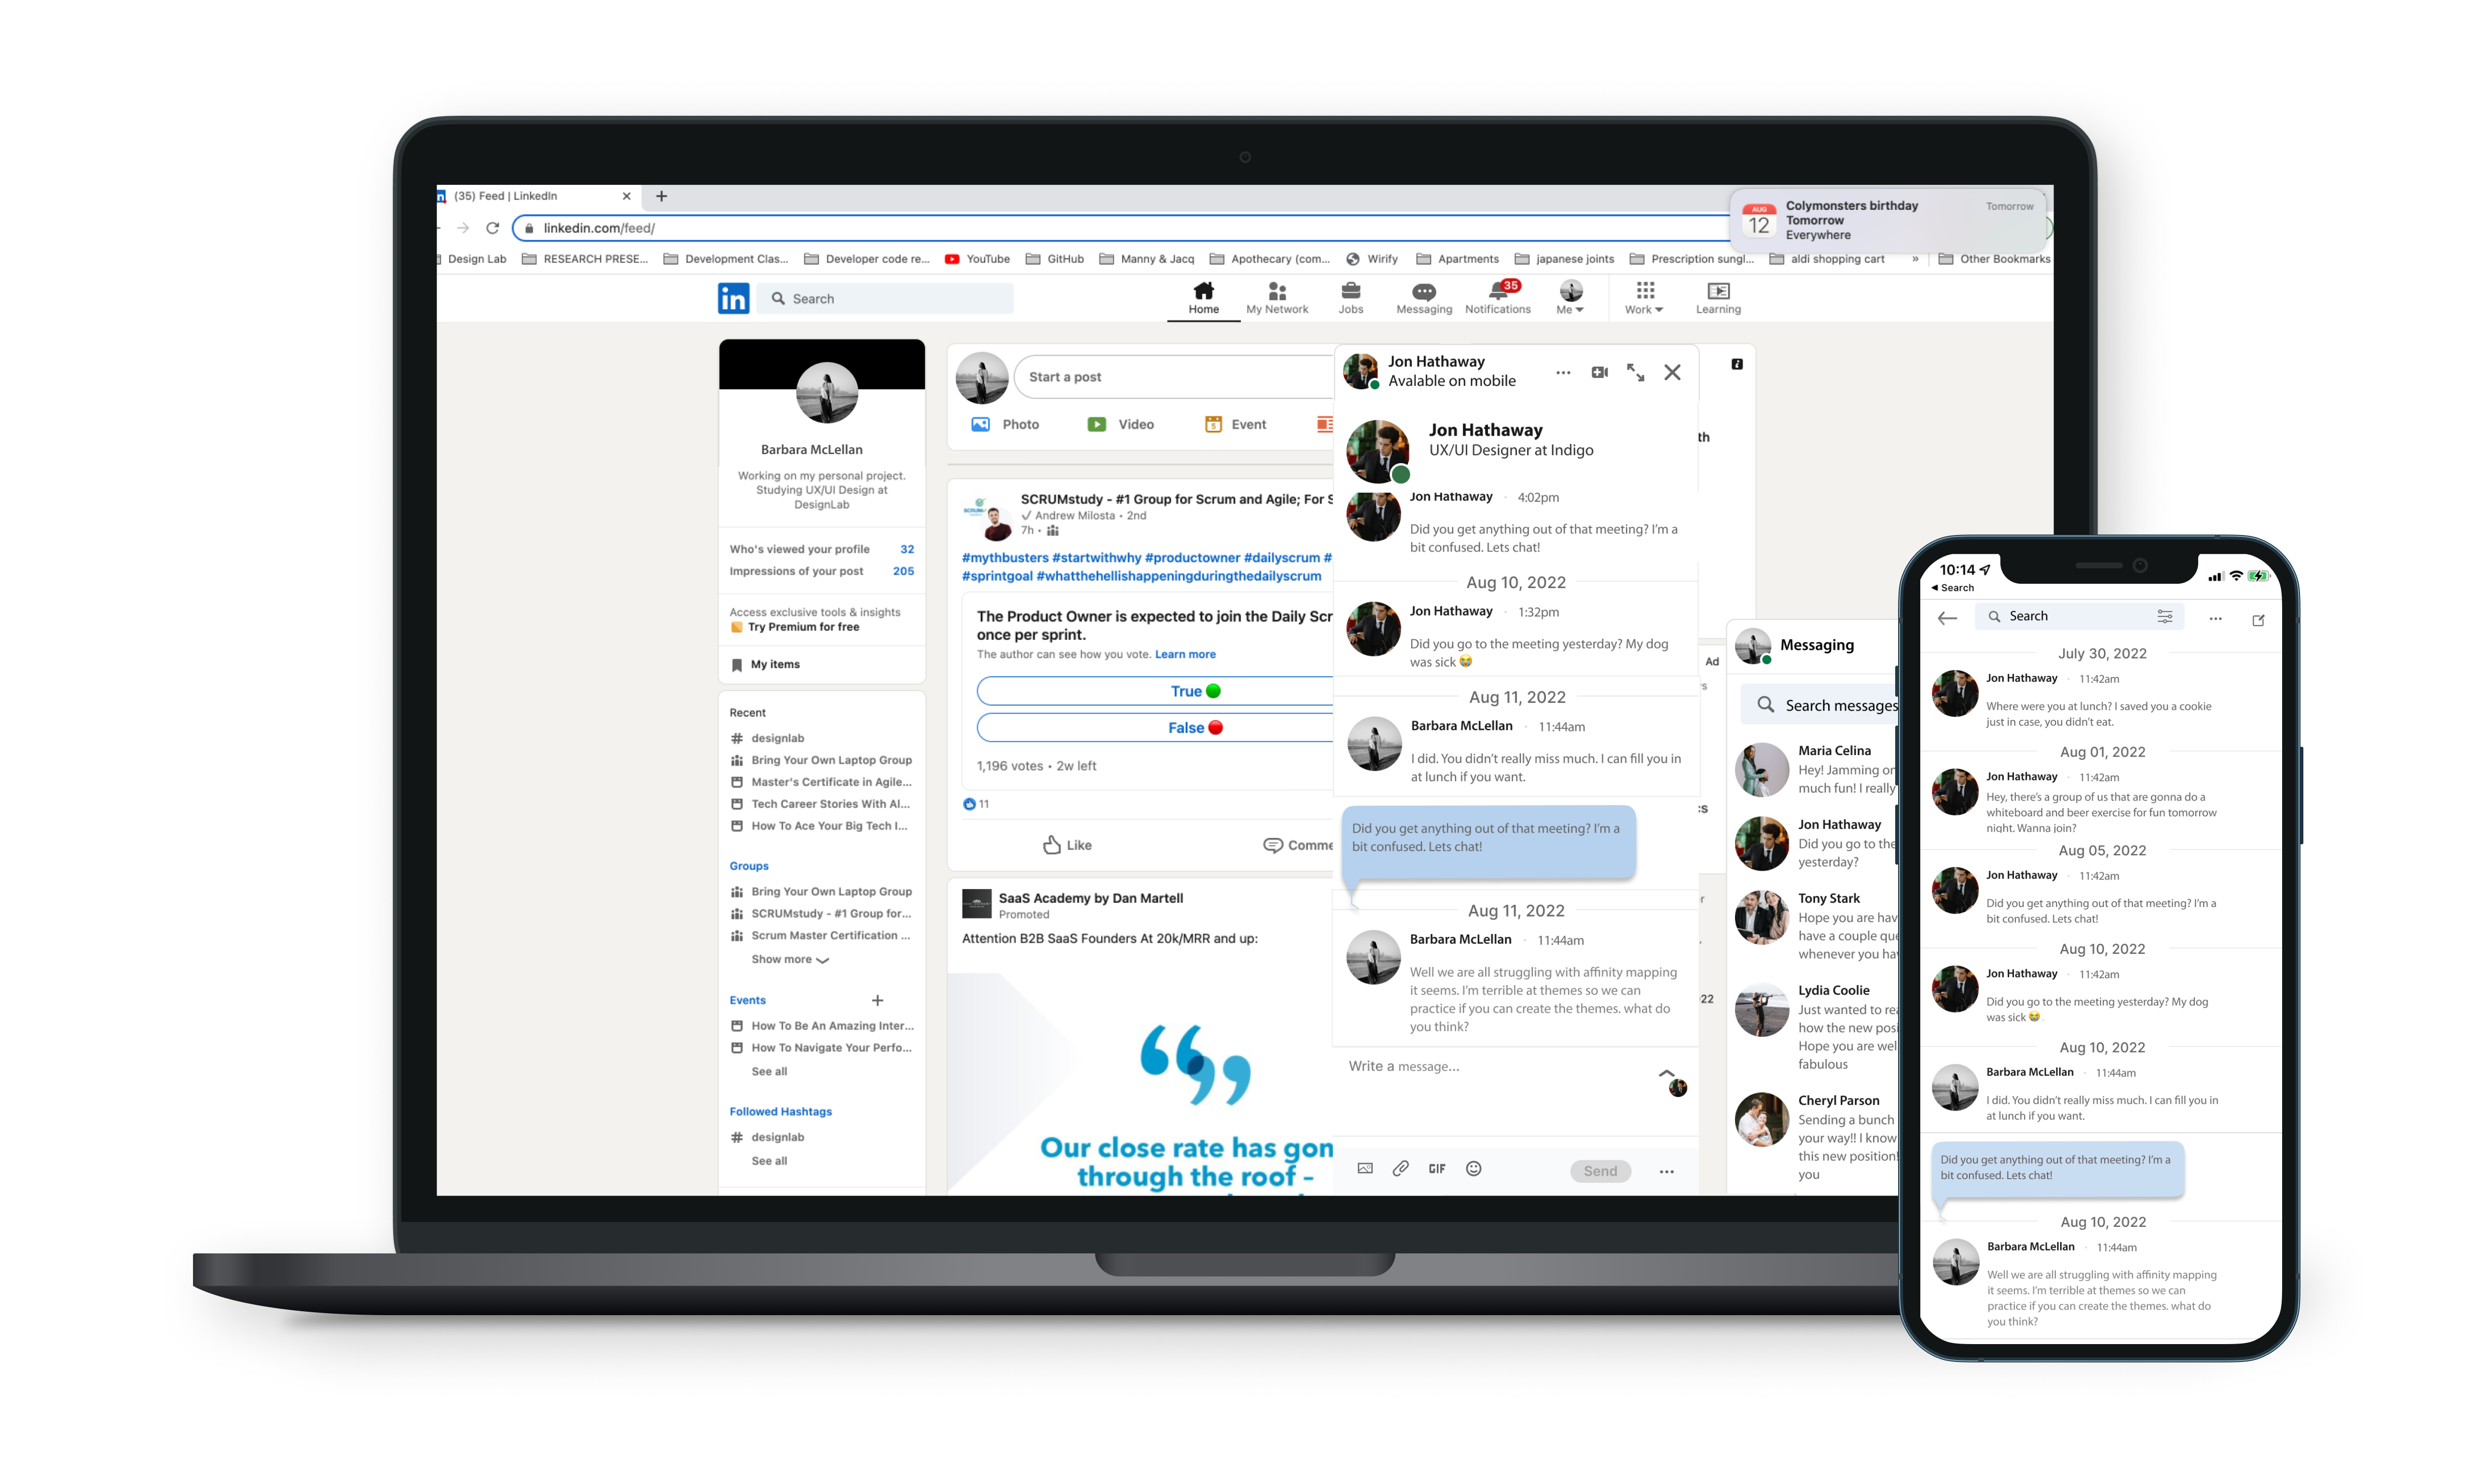 (35) Feed | LinkedIn
linkedin.com/feed/
AUG
12
Colymonsters birthday
Tomorrow
Tomorrow
Everywhere
Design Lab
RESEARCH PRESE...
Development Clas...
Developer code re...
YouTube
GitHub
Manny & Jacq
Apothecary (com...
Wirify
Apartments
japanese joints
Prescription sungl...
aldi shopping cart
»
Other Bookmarks
in
Search
Home
My Network
Jobs
Messaging
35
Notifications
Me
Work
Learning
Barbara McLellan
Working on my personal project.
Studying UX/UI Design at
DesignLab
Who's viewed your profile 32
Impressions of your post 205
Access exclusive tools & insights
Try Premium for free
My items
Recent
# designlab
Bring Your Own Laptop Group
Master's Certificate in Agile...
Tech Career Stories With Al...
How To Ace Your Big Tech I...
Groups
Bring Your Own Laptop Group
SCRUMstudy - #1 Group for...
Scrum Master Certification ...
Show more
Events +
How To Be An Amazing Inter...
How To Navigate Your Perfo...
See all
Followed Hashtags
# designlab
See all
Start a post
Photo
Video
Event
SCRUMstudy - #1 Group for Scrum and Agile; For S
Andrew Milosta • 2nd
7h •
#mythbusters #startwithwhy #productowner #dailyscrum #
#sprintgoal #whatthehellishappeningduringthedailyscrum
The Product Owner is expected to join the Daily Scr
once per sprint.
The author can see how you vote. Learn more
True 🟢
False 🔴
1,196 votes • 2w left
11
Like
Comme
SaaS Academy by Dan Martell
Promoted
Attention B2B SaaS Founders At 20k/MRR and up:
Our close rate has gon
through the roof –
Jon Hathaway
Avalable on mobile
Jon Hathaway
UX/UI Designer at Indigo
Jon Hathaway · 4:02pm
Did you get anything out of that meeting? I'm a
bit confused. Lets chat!
Aug 10, 2022
Jon Hathaway · 1:32pm
Did you go to the meeting yesterday? My dog
was sick 😭
Aug 11, 2022
Barbara McLellan · 11:44am
I did. You didn't really miss much. I can fill you in
at lunch if you want.
Did you get anything out of that meeting? I'm a
bit confused. Lets chat!
Aug 11, 2022
Barbara McLellan · 11:44am
Well we are all struggling with affinity mapping
it seems. I'm terrible at themes so we can
practice if you can create the themes. what do
you think?
Write a message...
GIF
Send
th
Ad
22
Messaging
Search messages
Maria Celina
Hey! Jamming on
much fun! I really
Jon Hathaway
Did you go to the
yesterday?
Tony Stark
Hope you are hav
have a couple que
whenever you hav
Lydia Coolie
Just wanted to rea
how the new posi
Hope you are wel
fabulous
Cheryl Parson
Sending a bunch
your way!! I know
this new position!
you
10:14
Search
Search
July 30, 2022
Jon Hathaway · 11:42am
Where were you at lunch? I saved you a cookie
just in case, you didn't eat.
Aug 01, 2022
Jon Hathaway · 11:42am
Hey, there's a group of us that are gonna do a
whiteboard and beer exercise for fun tomorrow
night. Wanna join?
Aug 05, 2022
Jon Hathaway · 11:42am
Did you get anything out of that meeting? I'm a
bit confused. Lets chat!
Aug 10, 2022
Jon Hathaway · 11:42am
Did you go to the meeting yesterday? My dog
was sick 😭
Aug 10, 2022
Barbara McLellan · 11:44am
I did. You didn't really miss much. I can fill you in
at lunch if you want.
Did you get anything out of that meeting? I'm a
bit confused. Lets chat!
Aug 10, 2022
Barbara McLellan · 11:44am
Well we are all struggling with affinity mapping
it seems. I'm terrible at themes so we can
practice if you can create the themes. what do
you think?